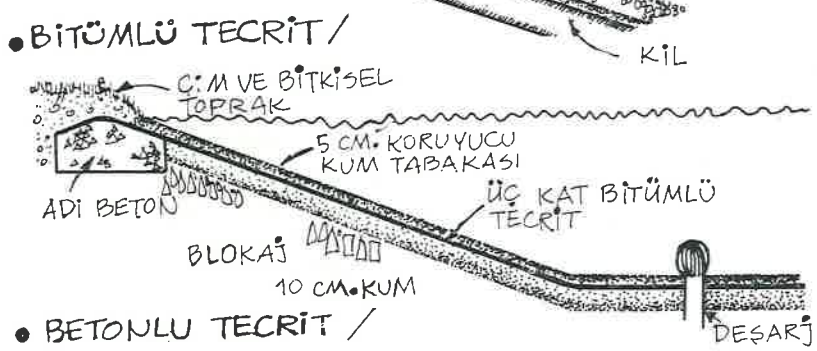 KİL
• BİTÜMLÜ TECRİT /
ÇİM VE BİTKİSEL
TOPRAK
5 CM. KORUYUCU
KUM TABAKASI
ADİ BETON
ÜÇ KAT BİTÜMLÜ
TECRİT
BLOKAJ
10 CM. KUM
DEŞARJ
• BETONLU TECRİT /